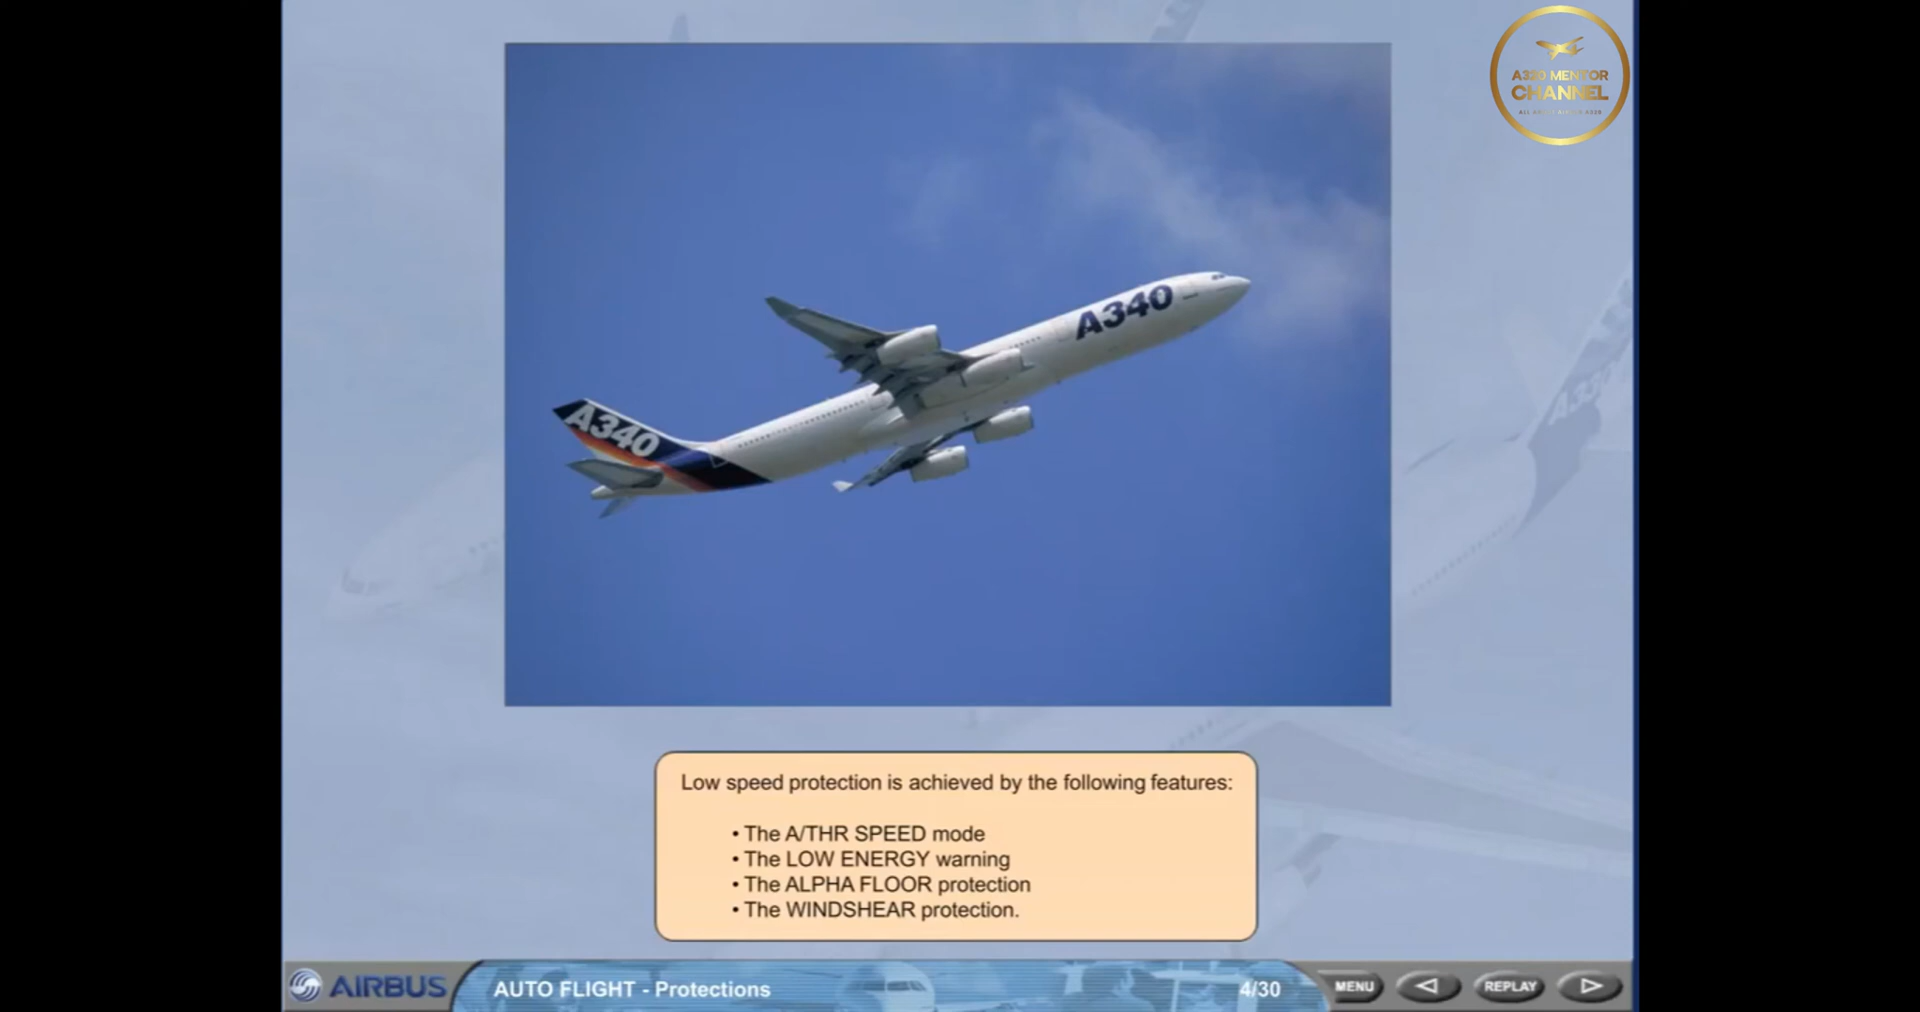 A320 MENTOR
CHANNEL
A340
A340
Low speed protection is achieved by the following features:
• The A/THR SPEED mode
• The LOW ENERGY warning
• The ALPHA FLOOR protection
• The WINDSHEAR protection.
AIRBUS
AUTO FLIGHT - Protections
4/30
MENU
REPLAY